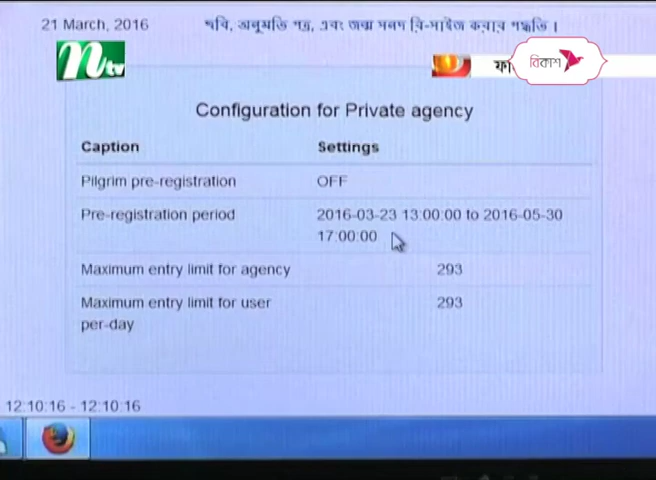 21 March, 2016
ছবি, অনুমতি পত্র, এবং জন্ম সনদ রি-সাইজ করার পদ্ধতি ।
ntv
বিকাশ
Configuration for Private agency
Caption Settings
Pilgrim pre-registration OFF
Pre-registration period 2016-03-23 13:00:00 to 2016-05-30
17:00:00
Maximum entry limit for agency 293
Maximum entry limit for user 293
per-day
12:10:16 - 12:10:16